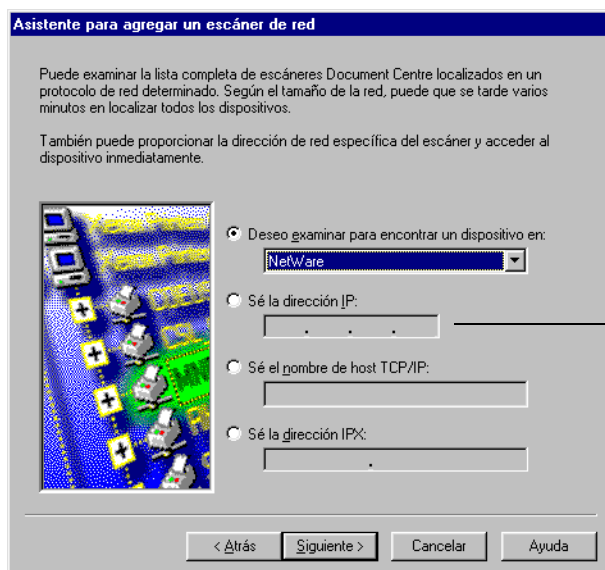 Asistente para agregar un escáner de red
Puede examinar la lista completa de escáneres Document Centre localizados en un
protocolo de red determinado. Según el tamaño de la red, puede que se tarde varios
minutos en localizar todos los dispositivos.
También puede proporcionar la dirección de red específica del escáner y acceder al
dispositivo inmediatamente.
Deseo examinar para encontrar un dispositivo en:
NetWare
Sé la dirección IP:
. . .
Sé el nombre de host TCP/IP:
Sé la dirección IPX:
.
< Atrás
Siguiente >
Cancelar
Ayuda